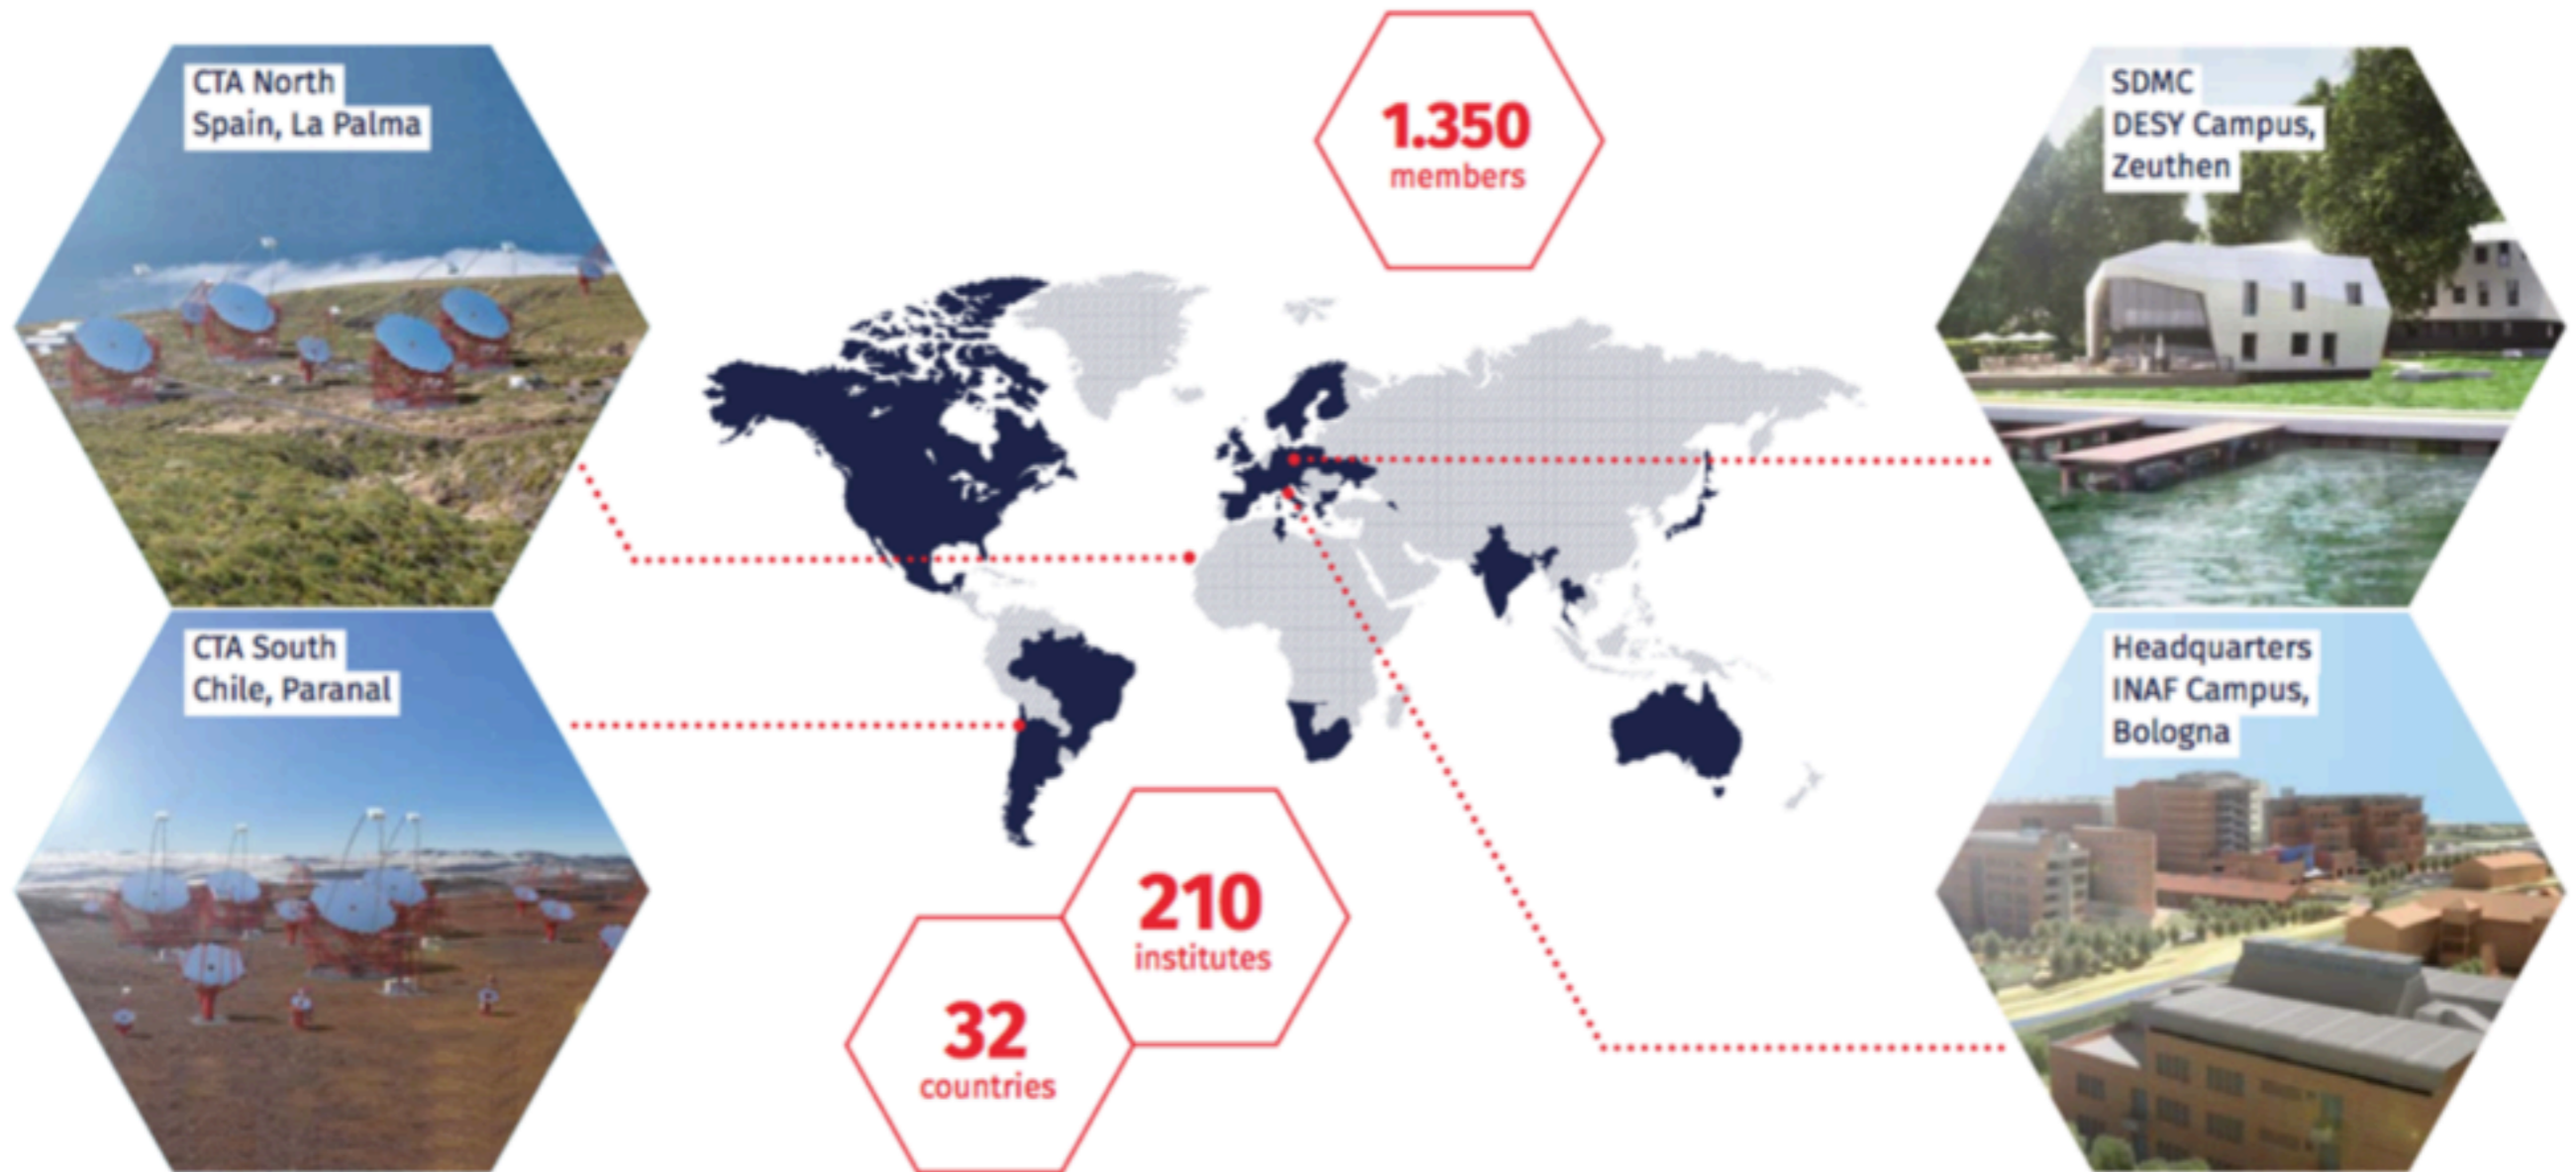 CTA North
Spain, La Palma
1.350
members
SDMC
DESY Campus,
Zeuthen
CTA South
Chile, Paranal
Headquarters
INAF Campus,
Bologna
210
institutes
32
countries